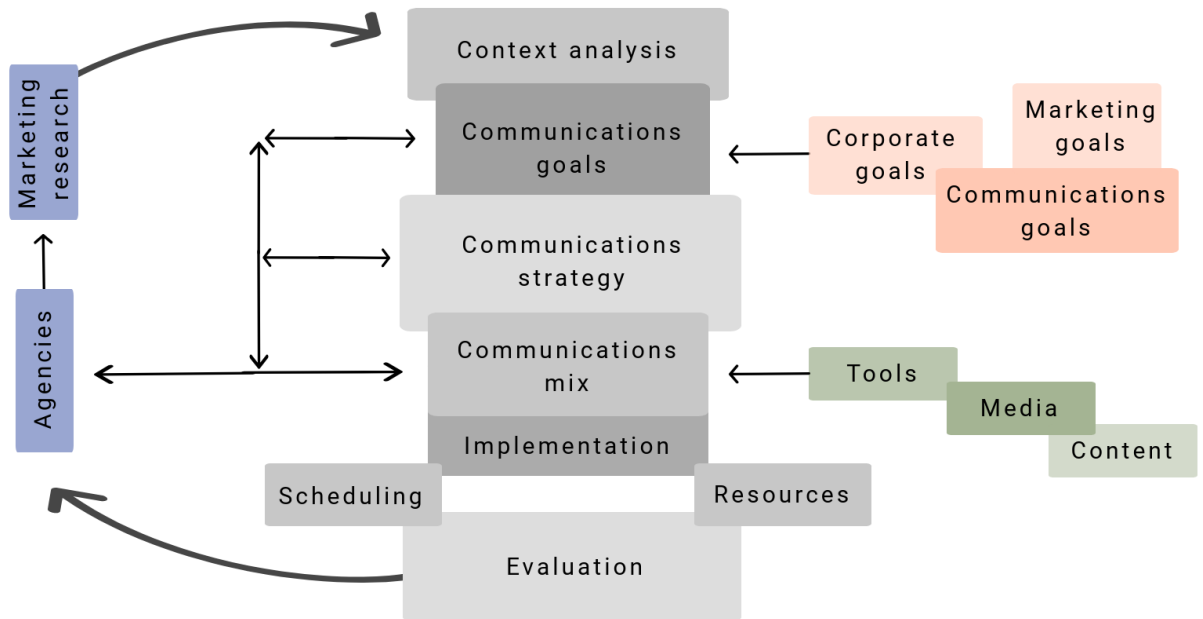 Context analysis
Marketing
research
Communications
goals
Corporate
goals
Marketing
goals
Communications
goals
Communications
strategy
Agencies
Communications
mix
Tools
Media
Content
Implementation
Scheduling
Resources
Evaluation